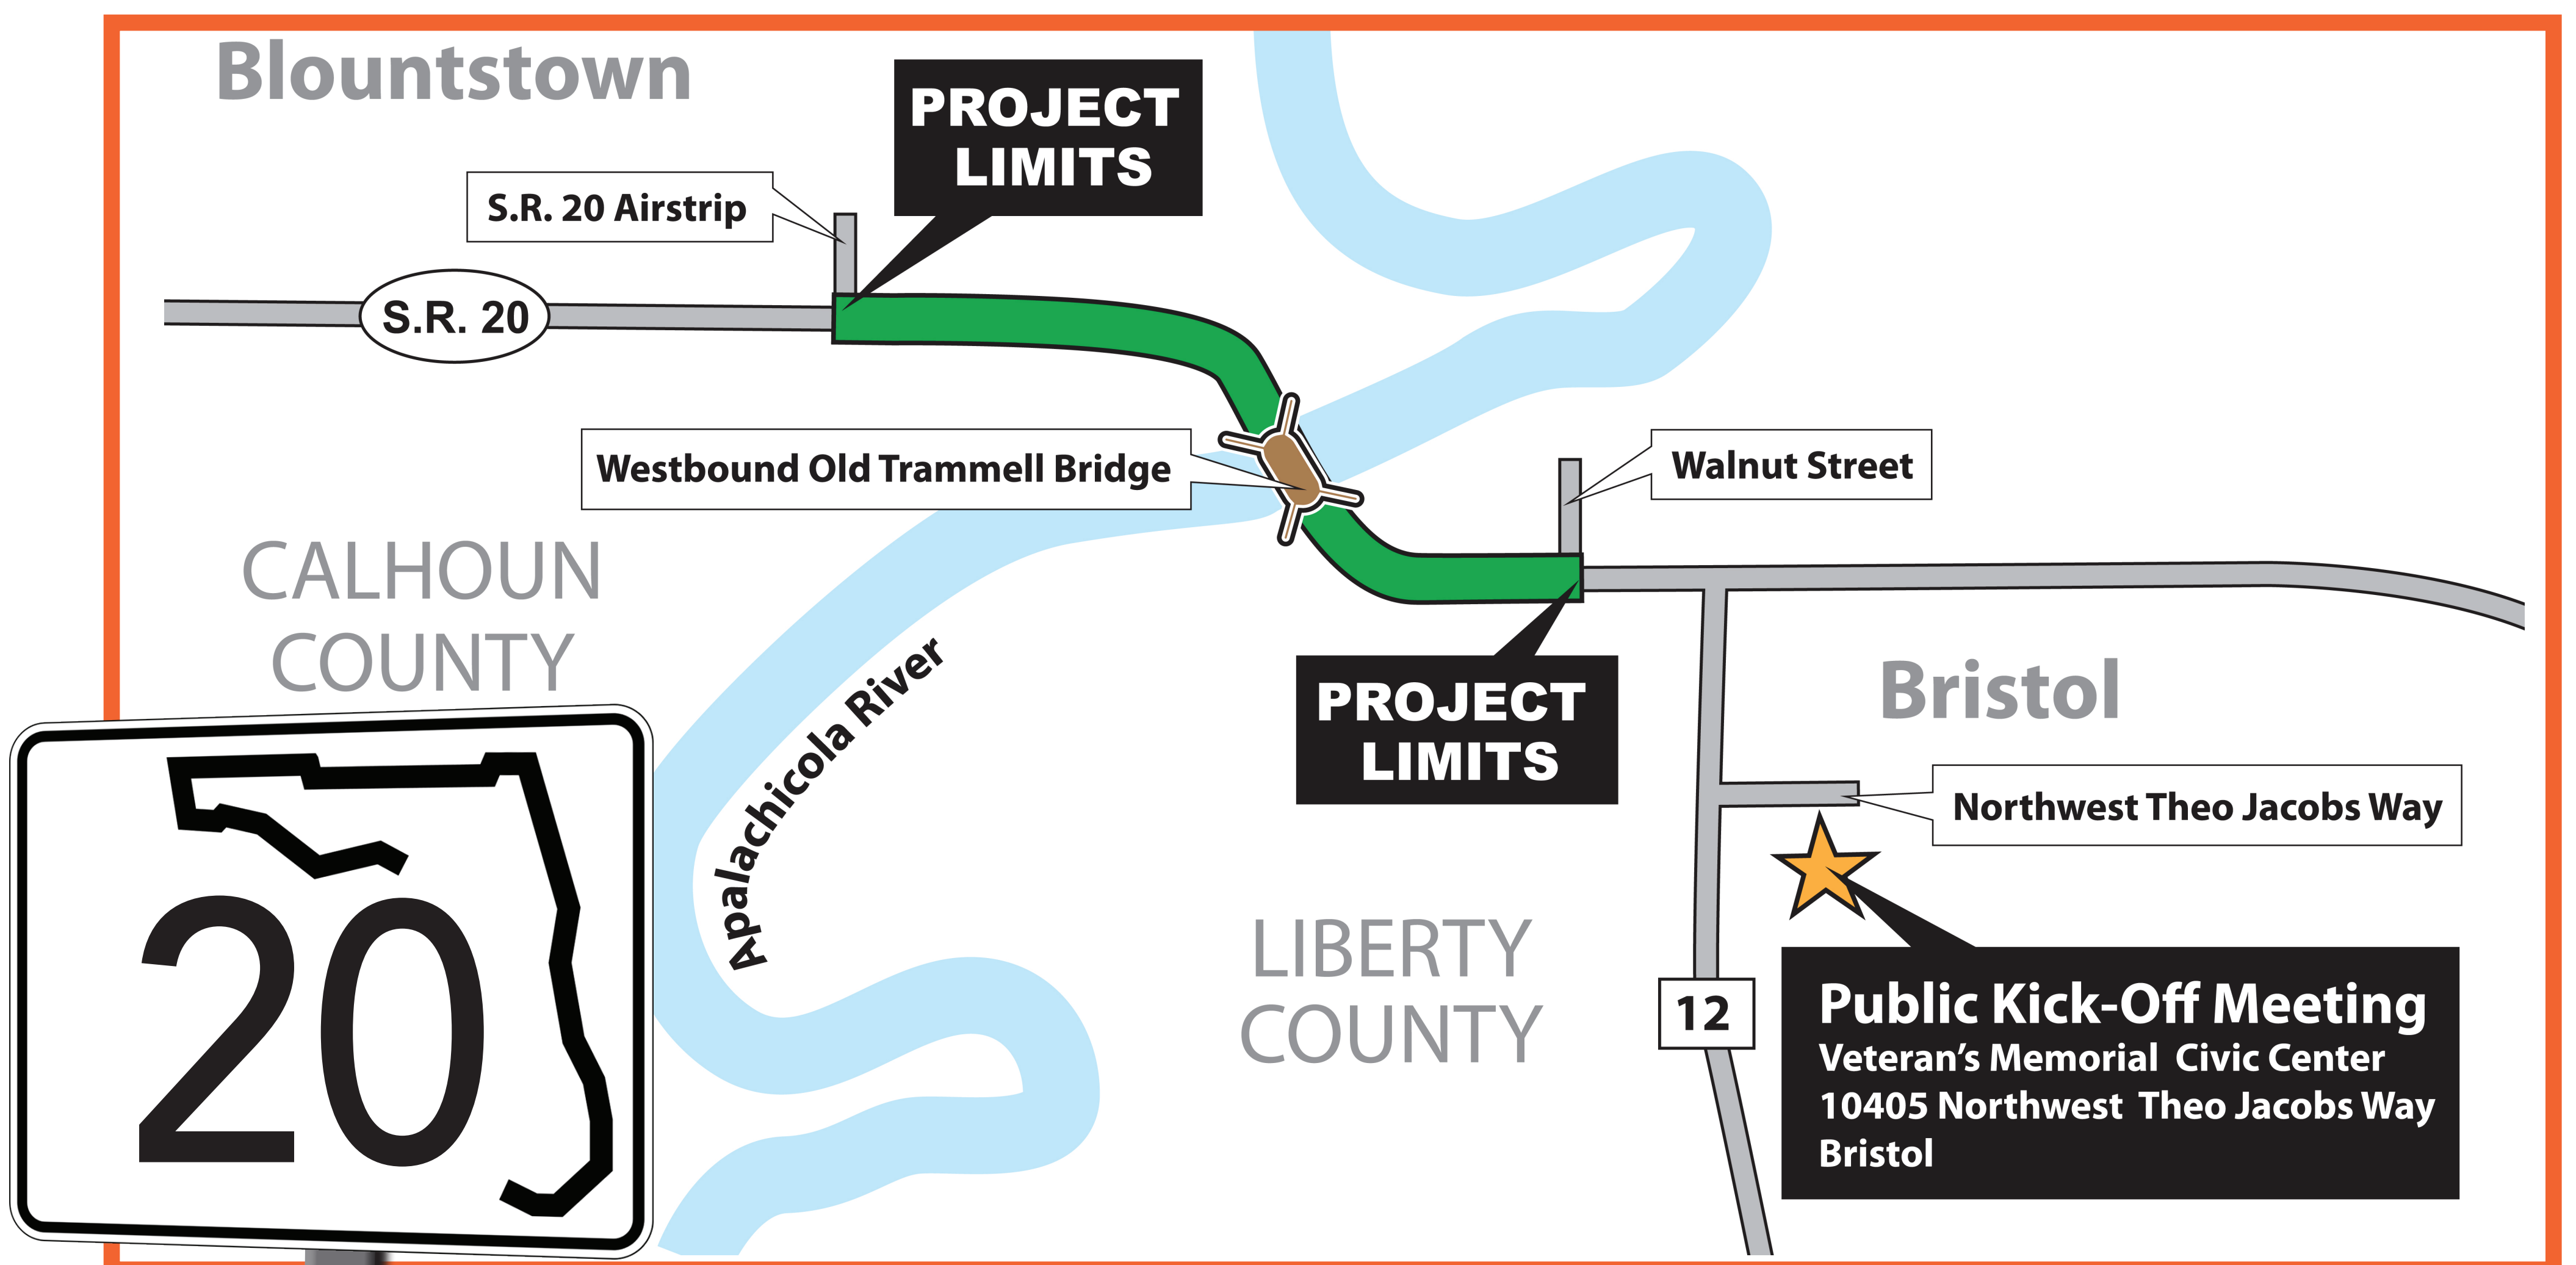 Blountstown
PROJECT
LIMITS
S.R. 20 Airstrip
S.R. 20
Westbound Old Trammell Bridge
Walnut Street
CALHOUN
COUNTY
Apalachicola River
PROJECT
LIMITS
Bristol
Northwest Theo Jacobs Way
20
LIBERTY
COUNTY
12
Public Kick-Off Meeting
Veteran’s Memorial Civic Center
10405 Northwest Theo Jacobs Way
Bristol